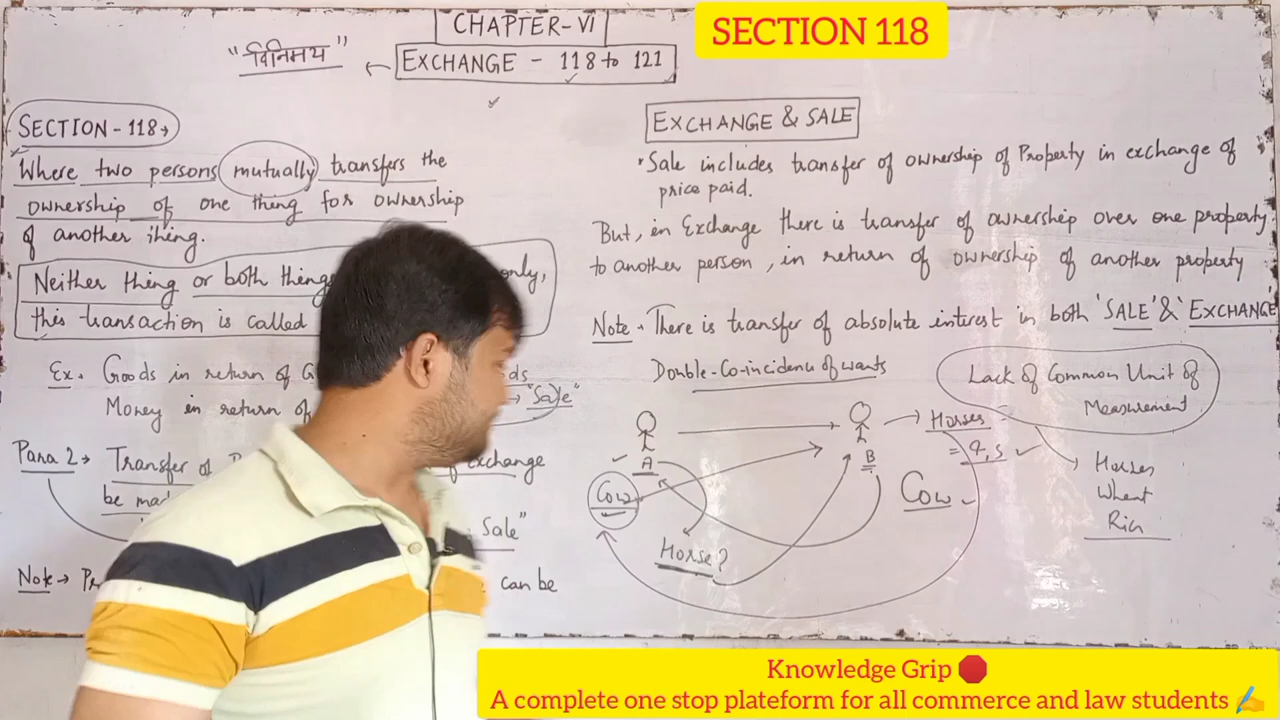 CHAPTER-VI
SECTION 118
"विनिमय"
EXCHANGE - 118 to 121
SECTION - 118→
Where two persons mutually transfers the
ownership of one thing for ownership
of another thing.
Neither thing or both things only,
this transaction is called
Ex. Goods in return of
Money in return of → "Sale"
Para 2→ Transfer of exchange
be
Sale"
Note → can be
EXCHANGE & SALE
Sale includes transfer of ownership of Property in exchange of
price paid.
But, in Exchange there is transfer of ownership over one property
to another person, in return of ownership of another property
Note → There is transfer of absolute interest in both 'SALE' & 'EXCHANGE
Double-Co-incidence of wants
Lack of Common Unit of
Measurement
Horses
= 4,5
A
B
Cow
Cow
Horse?
Horses
Wheat
Knowledge Grip 🛑
A complete one stop plateform for all commerce and law students ✍️